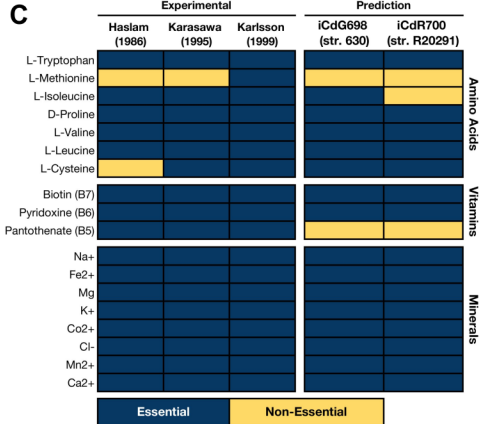 C
Experimental
Prediction
Haslam (1986)
Karasawa (1995)
Karlsson (1999)
iCdG698 (str. 630)
iCdR700 (str. R20291)
L-Tryptophan
L-Methionine
L-Isoleucine
D-Proline
L-Valine
L-Leucine
L-Cysteine
Amino Acids
Biotin (B7)
Pyridoxine (B6)
Pantothenate (B5)
Vitamins
Na+
Fe2+
Mg
K+
Co2+
Cl-
Mn2+
Ca2+
Minerals
Essential
Non-Essential